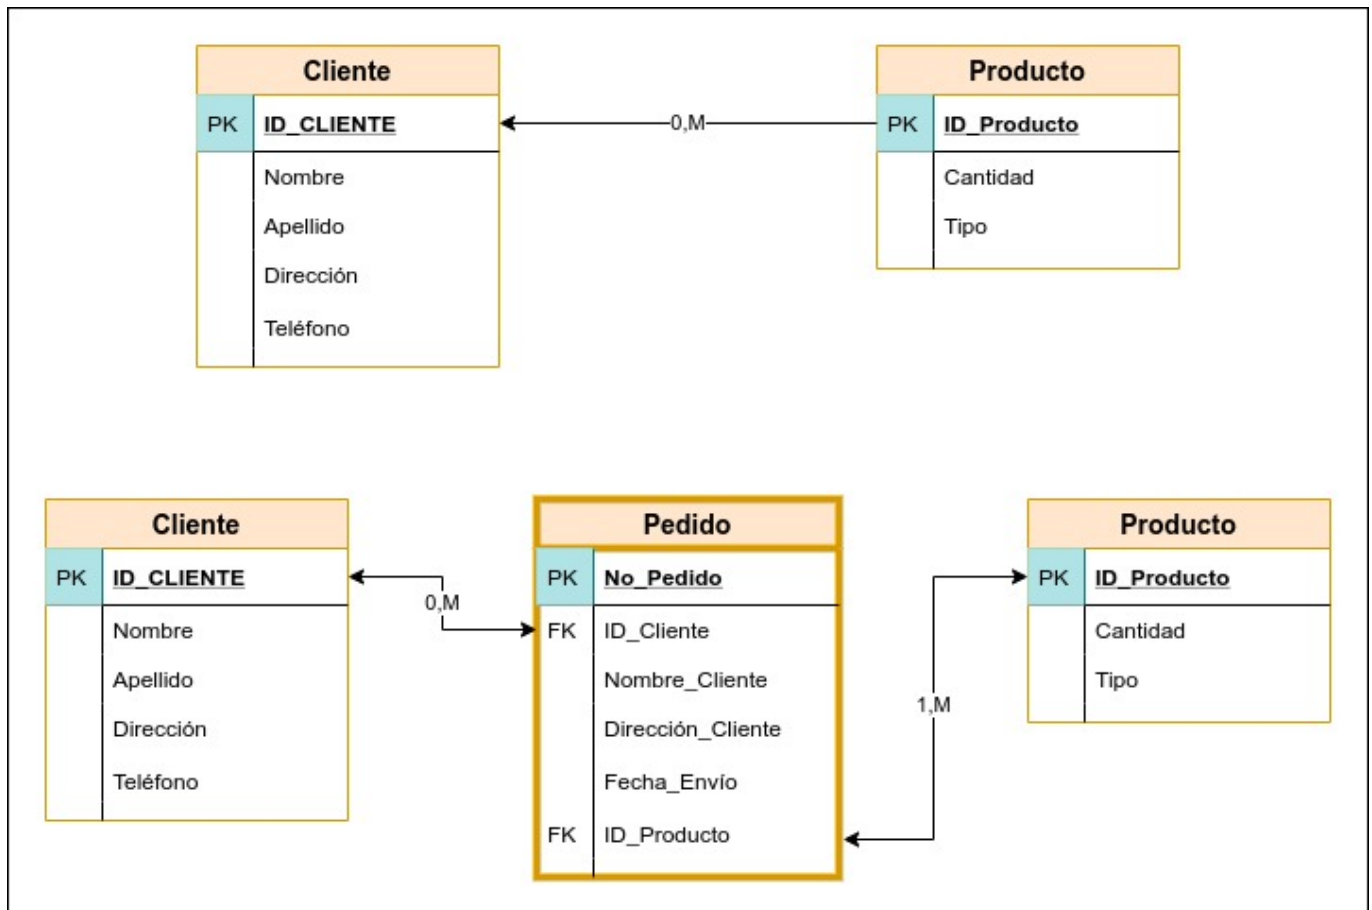 Cliente
PK ID_CLIENTE
Nombre
Apellido
Dirección
Teléfono
0,M
Producto
PK ID_Producto
Cantidad
Tipo
Cliente
PK ID_CLIENTE
Nombre
Apellido
Dirección
Teléfono
0,M
Pedido
PK No_Pedido
FK ID_Cliente
Nombre_Cliente
Dirección_Cliente
Fecha_Envío
FK ID_Producto
1,M
Producto
PK ID_Producto
Cantidad
Tipo